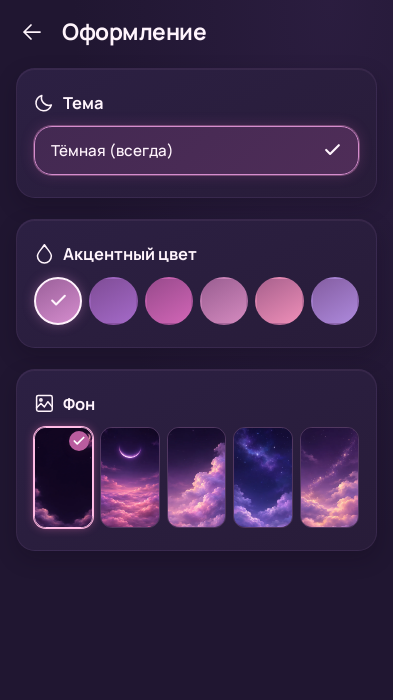 Оформление
Тема
Тёмная (всегда)
Акцентный цвет
Фон